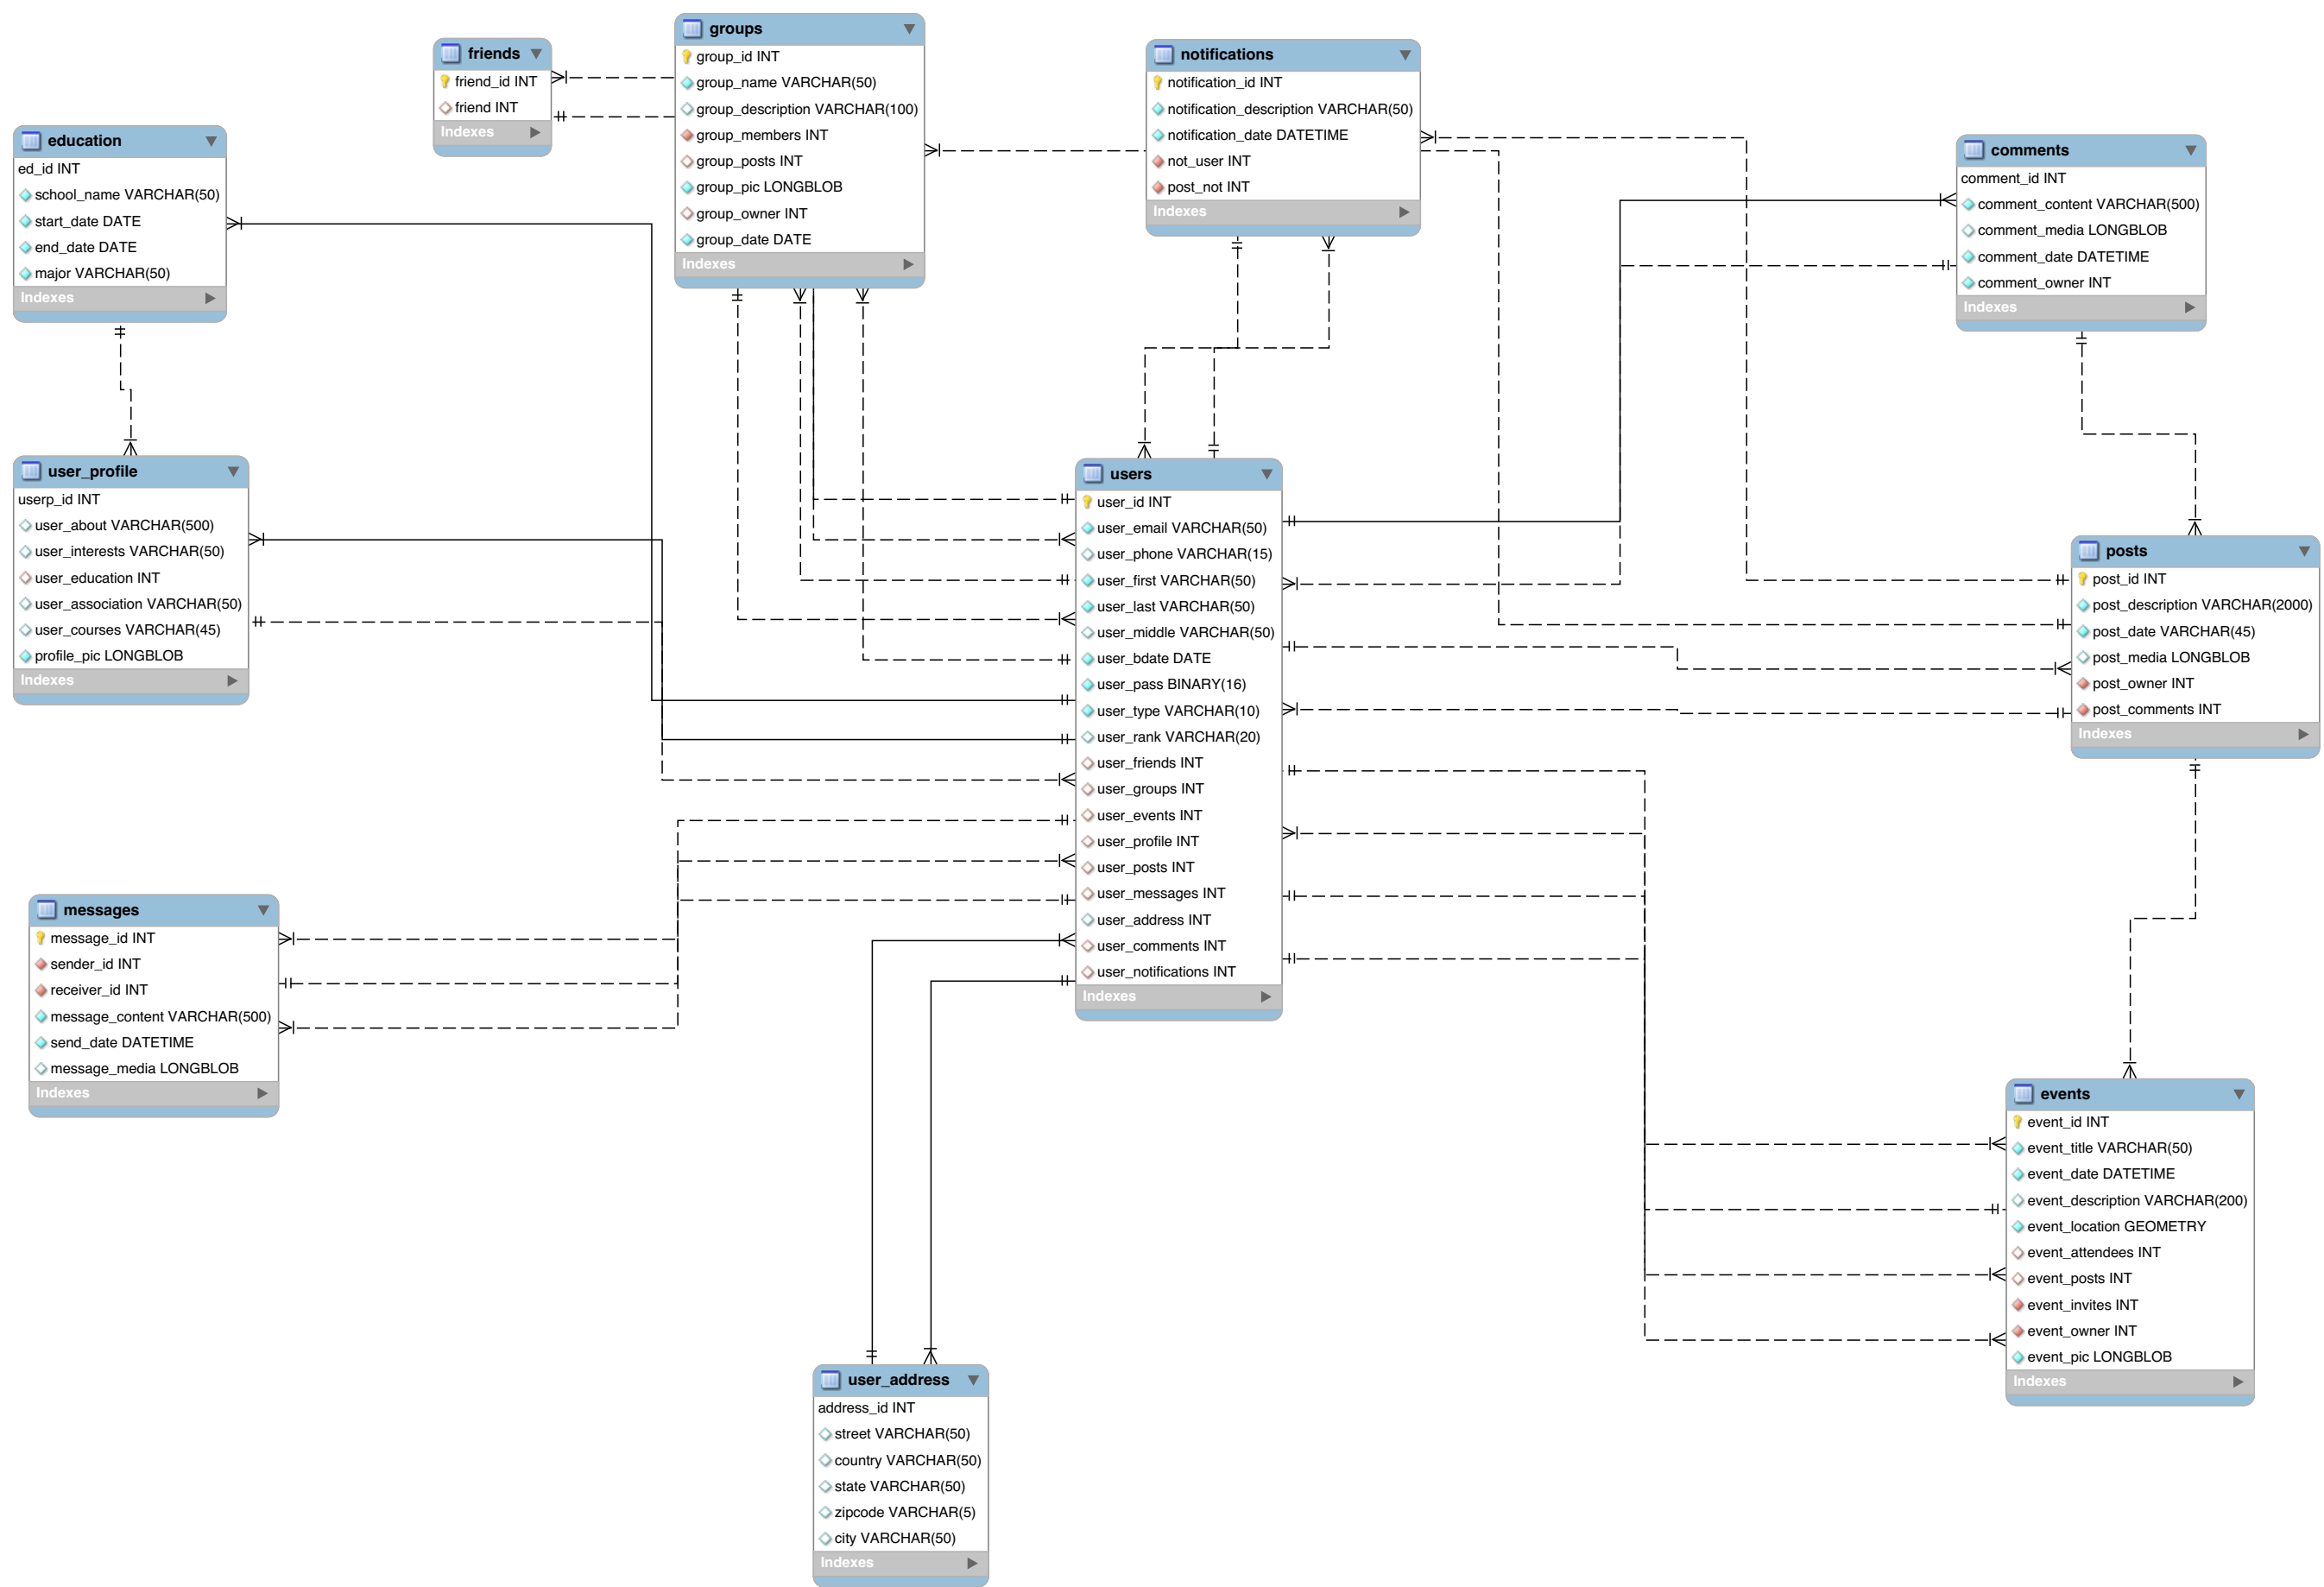 friends
friend_id INT
friend INT
Indexes
groups
group_id INT
group_name VARCHAR(50)
group_description VARCHAR(100)
group_members INT
group_posts INT
group_pic LONGBLOB
group_owner INT
group_date DATE
Indexes
notifications
notification_id INT
notification_description VARCHAR(50)
notification_date DATETIME
not_user INT
post_not INT
Indexes
education
ed_id INT
school_name VARCHAR(50)
start_date DATE
end_date DATE
major VARCHAR(50)
Indexes
comments
comment_id INT
comment_content VARCHAR(500)
comment_media LONGBLOB
comment_date DATETIME
comment_owner INT
Indexes
user_profile
userp_id INT
user_about VARCHAR(500)
user_interests VARCHAR(50)
user_education INT
user_association VARCHAR(50)
user_courses VARCHAR(45)
profile_pic LONGBLOB
Indexes
users
user_id INT
user_email VARCHAR(50)
user_phone VARCHAR(15)
user_first VARCHAR(50)
user_last VARCHAR(50)
user_middle VARCHAR(50)
user_bdate DATE
user_pass BINARY(16)
user_type VARCHAR(10)
user_rank VARCHAR(20)
user_friends INT
user_groups INT
user_events INT
user_profile INT
user_posts INT
user_messages INT
user_address INT
user_comments INT
user_notifications INT
Indexes
posts
post_id INT
post_description VARCHAR(2000)
post_date VARCHAR(45)
post_media LONGBLOB
post_owner INT
post_comments INT
Indexes
messages
message_id INT
sender_id INT
receiver_id INT
message_content VARCHAR(500)
send_date DATETIME
message_media LONGBLOB
Indexes
events
event_id INT
event_title VARCHAR(50)
event_date DATETIME
event_description VARCHAR(200)
event_location GEOMETRY
event_attendees INT
event_posts INT
event_invites INT
event_owner INT
event_pic LONGBLOB
Indexes
user_address
address_id INT
street VARCHAR(50)
country VARCHAR(50)
state VARCHAR(50)
zipcode VARCHAR(5)
city VARCHAR(50)
Indexes